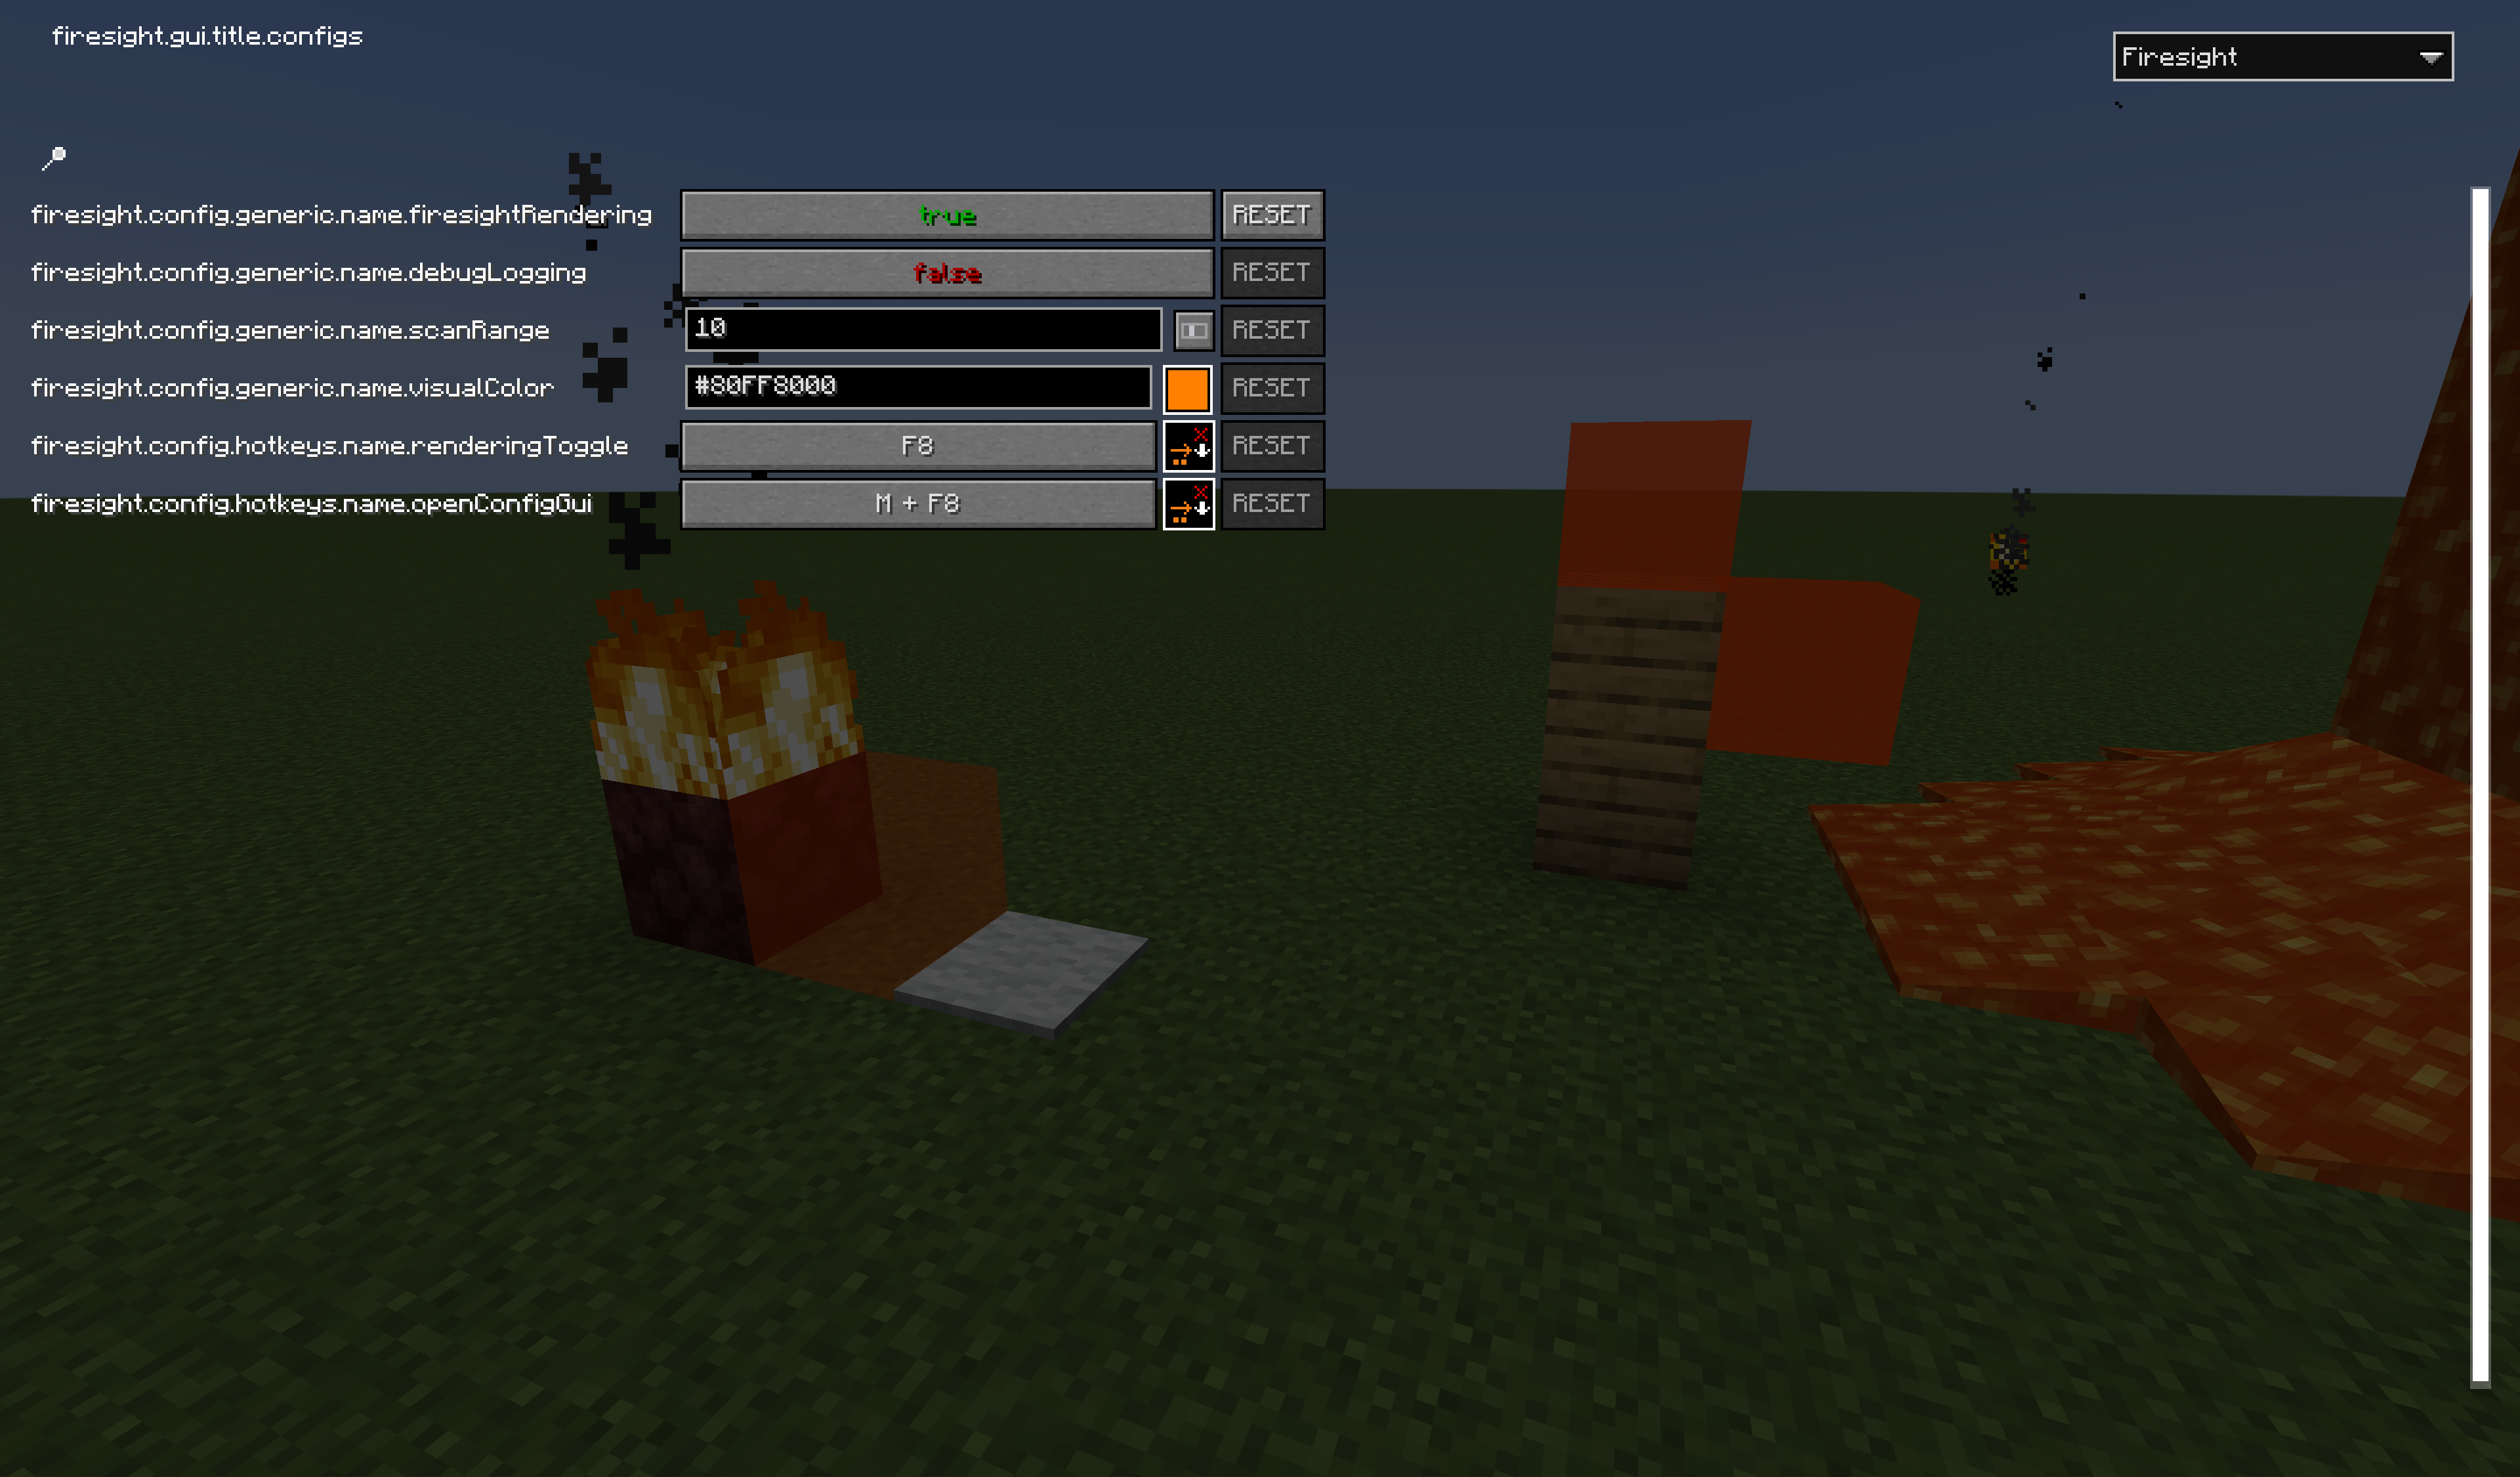 firesight.gui.title.configs
Firesight
firesight.config.generic.name.firesightRendering true RESET
firesight.config.generic.name.debugLogging false RESET
firesight.config.generic.name.scanRange 10 RESET
firesight.config.generic.name.visualColor #80FF8000 RESET
firesight.config.hotkeys.name.renderingToggle F8 RESET
firesight.config.hotkeys.name.openConfigGui M + F8 RESET